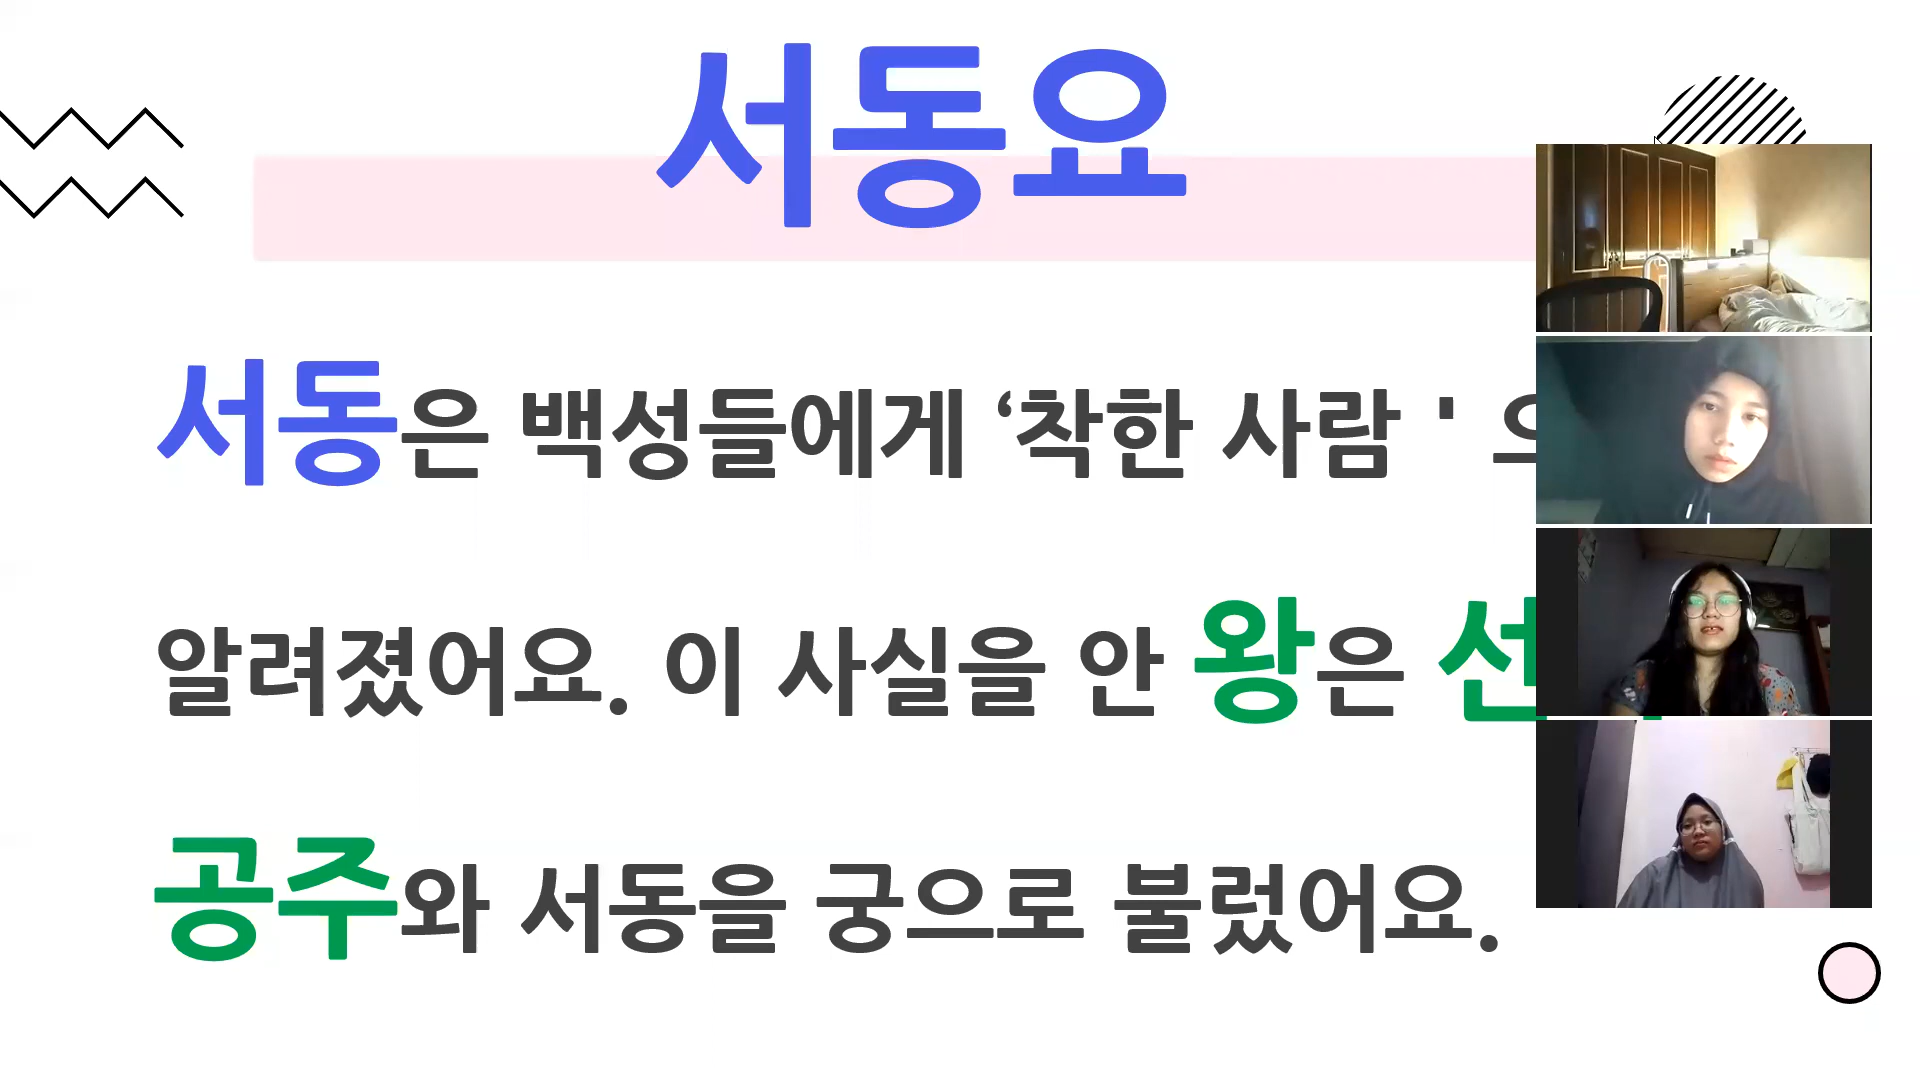 서동요
서동은 백성들에게 ‘착한 사람 '
알려졌어요. 이 사실을 안 왕은
공주와 서동을 궁으로 불렀어요.